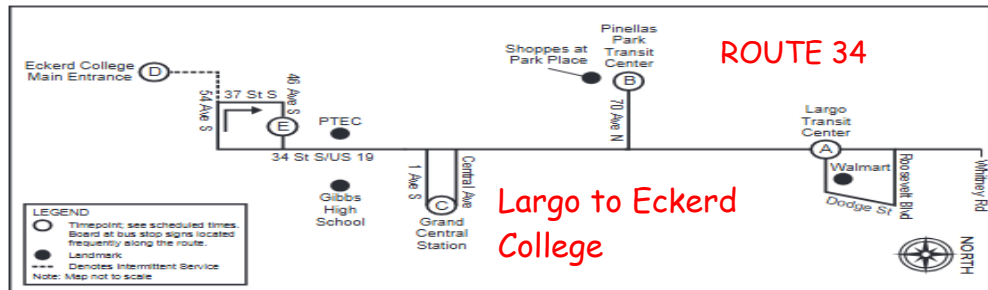 ROUTE 34
Pinellas
Park
Transit
Center
Shoppes at
Park Place
B
70 Ave N
Eckerd College
Main Entrance
D
54 Ave S
37 St S
46 Ave S
E
PTEC
34 St S/US 19
Gibbs
High
School
1 Ave S
Central Ave
C
Grand
Central
Station
Largo
Transit
Center
A
Walmart
Dodge St
Roosevelt Blvd
Whitney Rd
Largo to Eckerd
College
NORTH
LEGEND
Timepoint; see scheduled times.
Board at bus stop signs located
frequently along the route.
Landmark
Denotes Intermittent Service
Note: Map not to scale